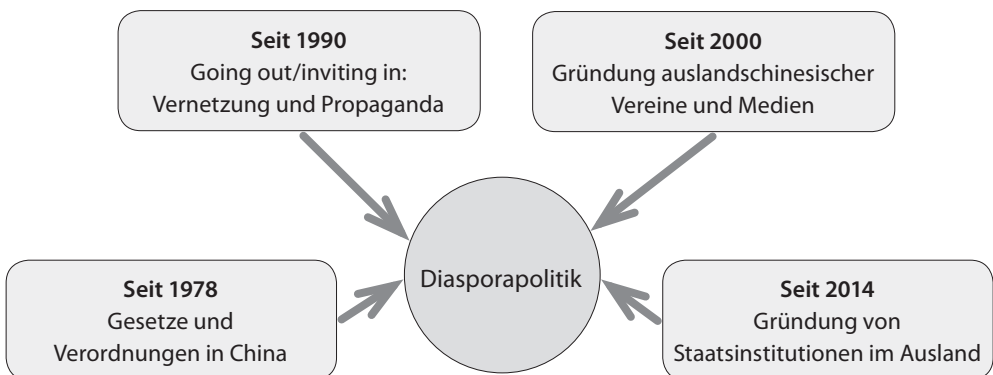 Seit 1990
Going out/inviting in:
Vernetzung und Propaganda
Seit 2000
Gründung auslandschinesischer
Vereine und Medien
Diasporapolitik
Seit 1978
Gesetze und
Verordnungen in China
Seit 2014
Gründung von
Staatsinstitutionen im Ausland